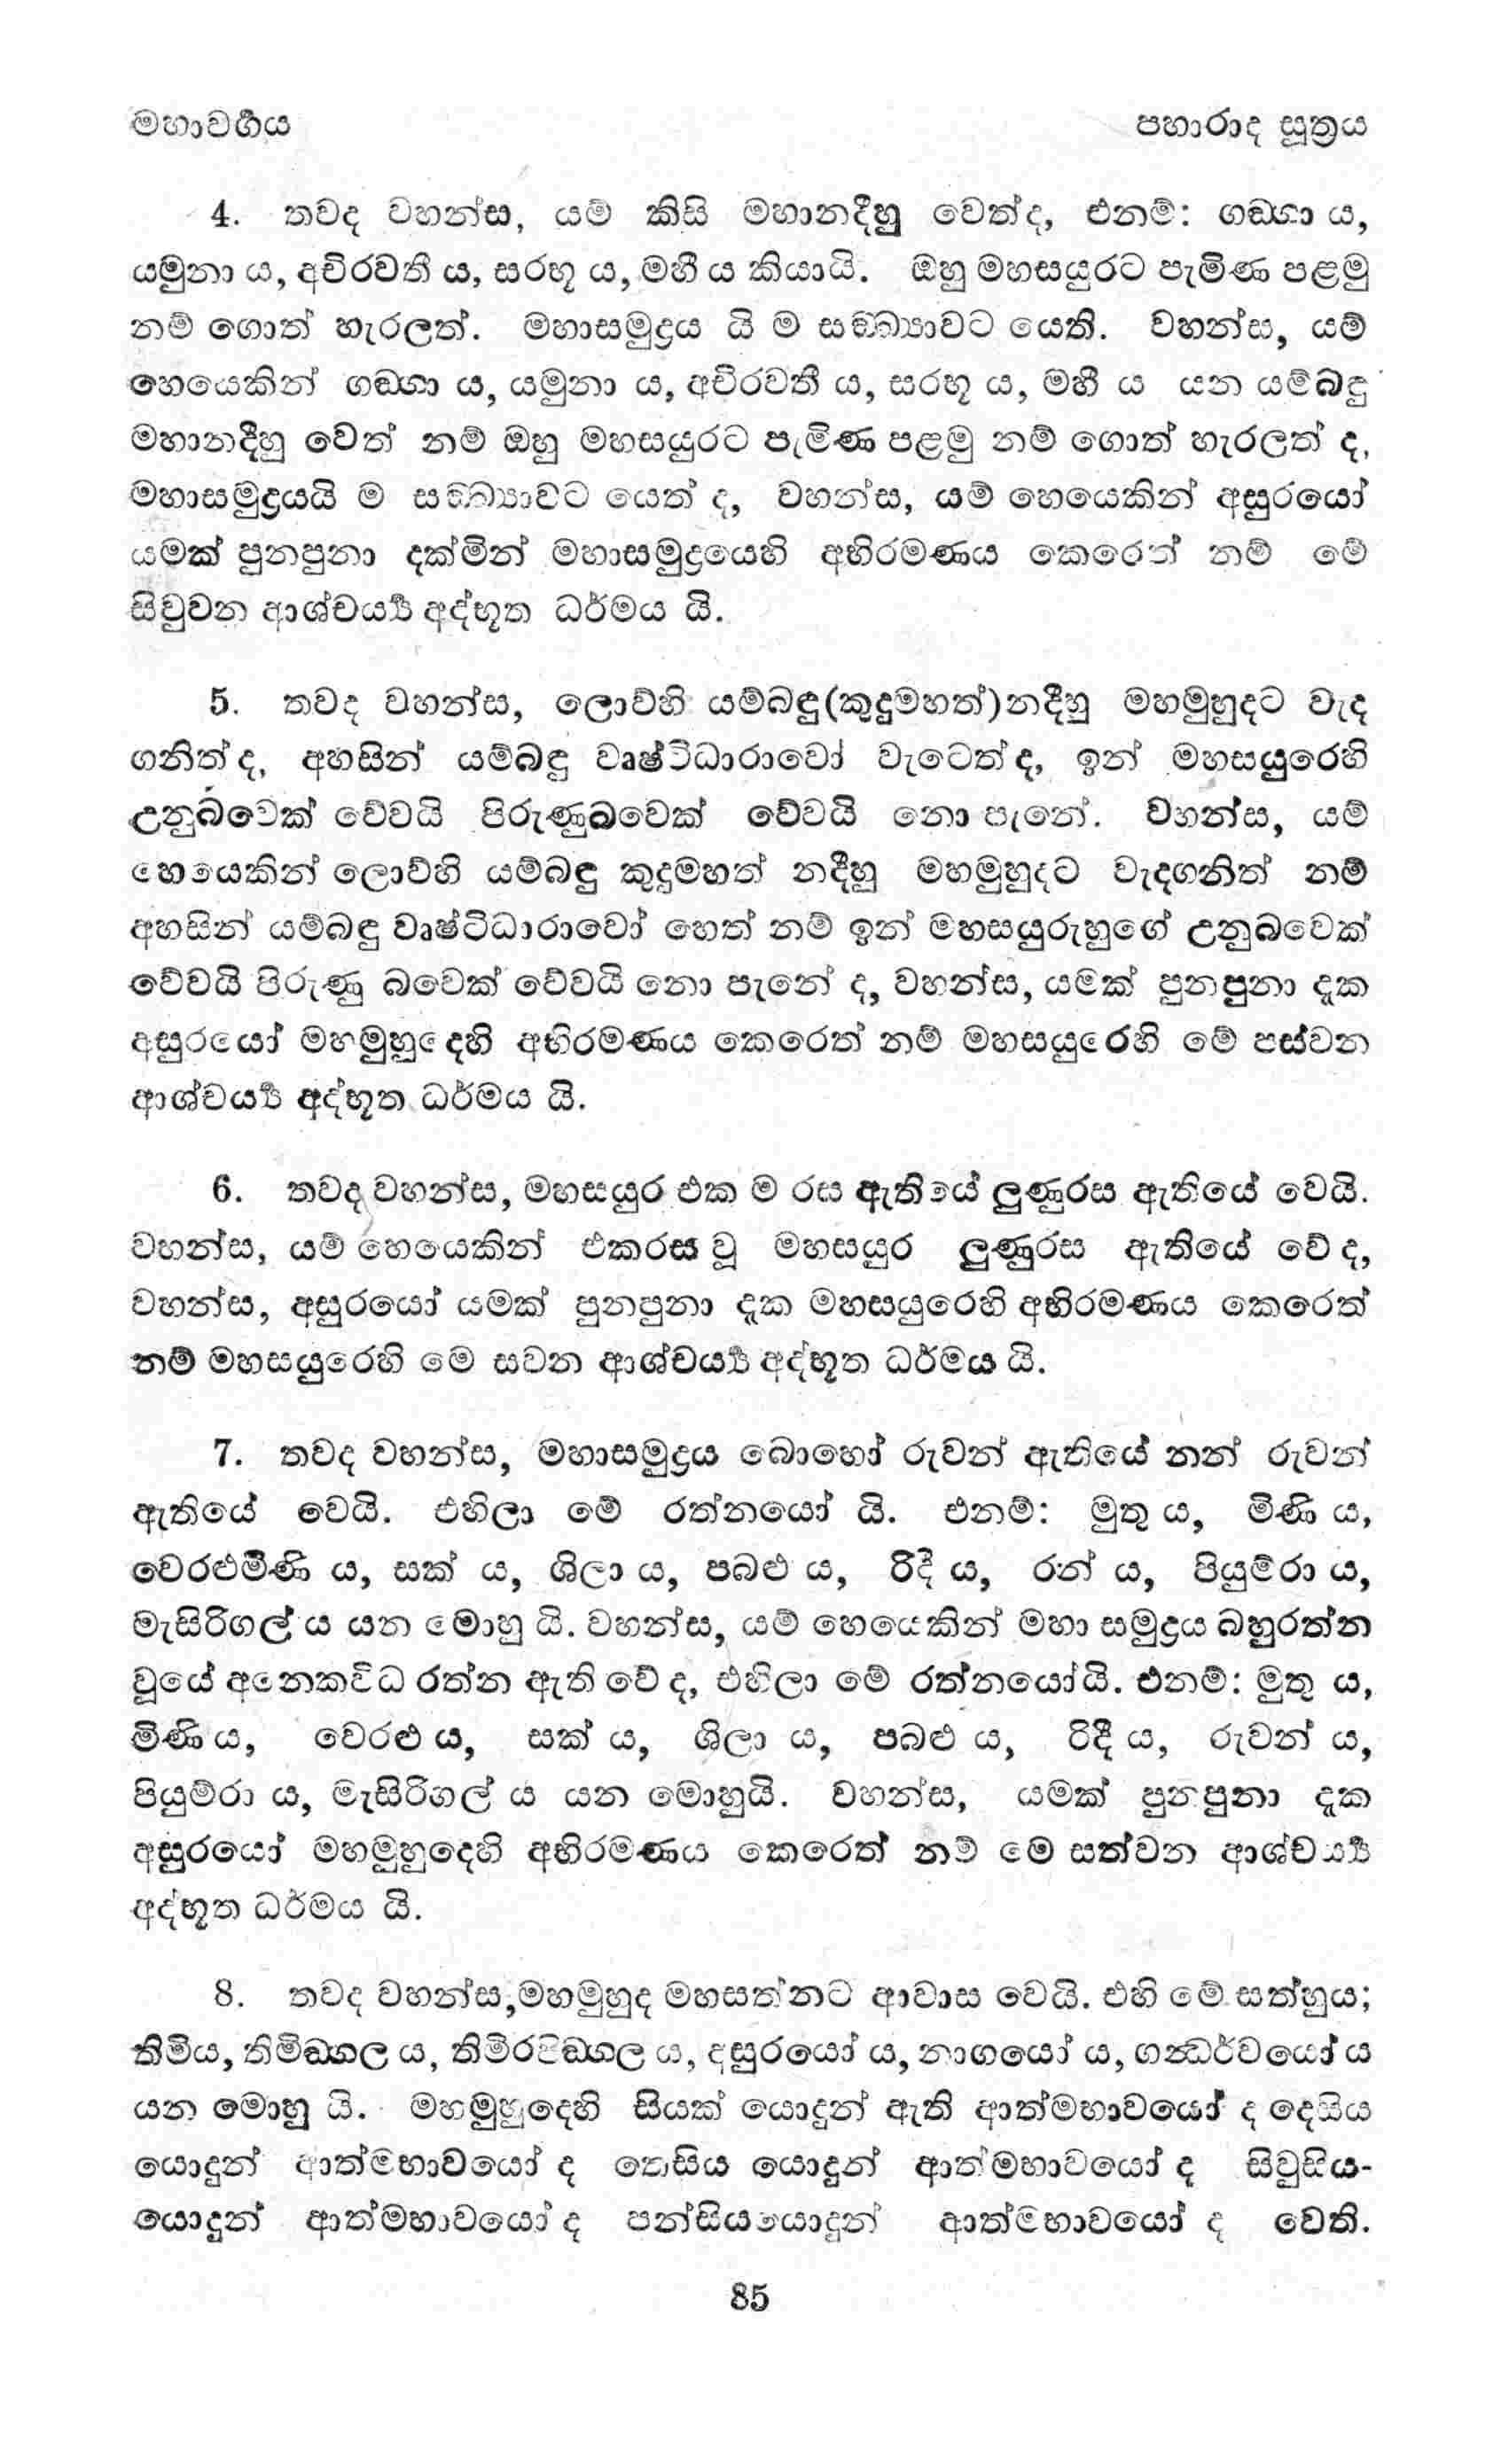 මහාවර්‍ගය පහාරාද සූත්‍රය
4. තවද වහන්ස, යම් කිසි මහානදීහු වෙත්ද, එනම්: ගඞ්ගා ය,
යමුනා ය, අචිරවතී ය, සරභූ ය, මහී ය කියායි. ඔහු මහසයුරට පැමිණ පළමු
නම් ගොත් හැරලත්. මහාසමුද්‍රය යි ම සඞ්ඛ්‍යාවට යෙති. වහන්ස, යම්
හෙයෙකින් ගඞ්ගා ය, යමුනා ය, අචිරවතී ය, සරභූ ය, මහී ය යන යම්බඳු
මහානදීහු වෙත් නම් ඔහු මහසයුරට පැමිණ පළමු නම් ගොත් හැරලත් ද,
මහාසමුද්‍රයයි ම සඞ්ඛ්‍යාවට යෙත් ද, වහන්ස, යම් හෙයෙකින් අසුරයෝ
යමක් පුනපුනා දක්මින් මහාසමුද්‍රයෙහි අභිරමණය කෙරෙත් නම් මේ
සිවුවන ආශ්චර්‍ය්‍ය අද්භූත ධර්මය යි.
5. තවද වහන්ස, ලොව්හි යම්බඳු(කුදුමහත්)නදීහු මහමුහුදට වැද
ගනිත් ද, අහසින් යම්බඳු වෘෂ්ටිධාරාවෝ වැටෙත් ද, ඉන් මහසයුරෙහි
උනුබවෙක් වේවයි පිරුණුබවෙක් වේවයි නො පැනේ. වහන්ස, යම්
හෙයෙකින් ලොව්හි යම්බඳු කුදුමහත් නදීහු මහමුහුදට වැදගනිත් නම්
අහසින් යම්බඳු වෘෂ්ටිධාරාවෝ හෙත් නම් ඉන් මහසයුරුහුගේ උනුබවෙක්
වේවයි පිරුණු බවෙක් වේවයි නො පැනේ ද, වහන්ස, යමක් පුනපුනා දැක
අසුරයෝ මහමුහුදෙහි අභිරමණය කෙරෙත් නම් මහසයුරෙහි මේ පස්වන
ආශ්චර්‍ය්‍ය අද්භූත ධර්මය යි.
6. තවද වහන්ස, මහසයුර එක ම රස ඇතියේ ලුණුරස ඇතියේ වෙයි.
වහන්ස, යම් හෙයෙකින් එකරස වූ මහසයුර ලුණුරස ඇතියේ වේ ද,
වහන්ස, අසුරයෝ යමක් පුනපුනා දැක මහසයුරෙහි අභිරමණය කෙරෙත්
නම් මහසයුරෙහි මෙ සවන ආශ්චර්‍ය්‍ය අද්භූත ධර්මය යි.
7. තවද වහන්ස, මහාසමුද්‍රය බොහෝ රුවන් ඇතියේ නන් රුවන්
ඇතියේ වෙයි. එහිලා මේ රත්නයෝ යි. එනම්: මුතු ය, මිණි ය,
වෙරළුමිණි ය, සක් ය, ශිලා ය, පබළු ය, රිදී ය, රන් ය, පියුම්රා ය,
මැසිරිගල් ය යන මොහු යි. වහන්ස, යම් හෙයෙකින් මහා සමුද්‍රය බහුරත්න
වූයේ අනෙකවිධ රත්න ඇති වේ ද, එහිලා මේ රත්නයෝයි. එනම්: මුතු ය,
මිණි ය, වෙරළු ය, සක් ය, ශිලා ය, පබළු ය, රිදී ය, රුවන් ය,
පියුම්රා ය, මැසිරිගල් ය යන මොහුයි. වහන්ස, යමක් පුනපුනා දැක
අසුරයෝ මහමුහුදෙහි අභිරමණය කෙරෙත් නම් මෙ සත්වන ආශ්චර්‍ය්‍ය
අද්භූත ධර්මය යි.
8. තවද වහන්ස,මහමුහුද මහසත්නට ආවාස වෙයි. එහි මේ සත්හුය;
තිමිය, තිමිඞ්ගල ය, තිමිරපිඞ්ගල ය, අසුරයෝ ය, නාගයෝ ය, ගන්‍ධර්වයෝ ය
යන මොහු යි. මහමුහුදෙහි සියක් යොදුන් ඇති ආත්මභාවයෝ ද දෙසිය
යොදුන් ආත්මභාවයෝ ද තෙසිය යොදුන් ආත්මභාවයෝ ද සිවුසිය-
යොදුන් ආත්මභාවයෝ ද පන්සියයොදුන් ආත්මභාවයෝ ද වෙති.
85